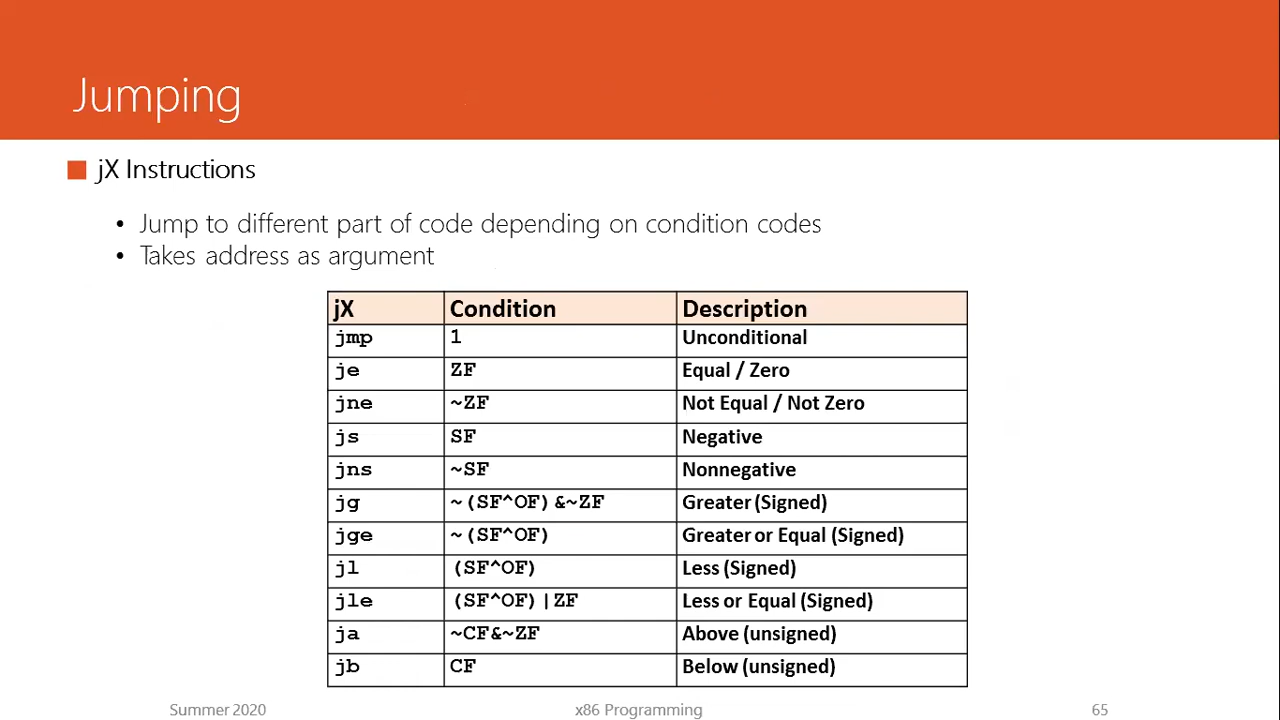 Jumping
jX Instructions
• Jump to different part of code depending on condition codes
• Takes address as argument
jX Condition Description
jmp 1 Unconditional
je ZF Equal / Zero
jne ~ZF Not Equal / Not Zero
js SF Negative
jns ~SF Nonnegative
jg ~(SF^OF)&~ZF Greater (Signed)
jge ~(SF^OF) Greater or Equal (Signed)
jl (SF^OF) Less (Signed)
jle (SF^OF)|ZF Less or Equal (Signed)
ja ~CF&~ZF Above (unsigned)
jb CF Below (unsigned)
Summer 2020 x86 Programming 65